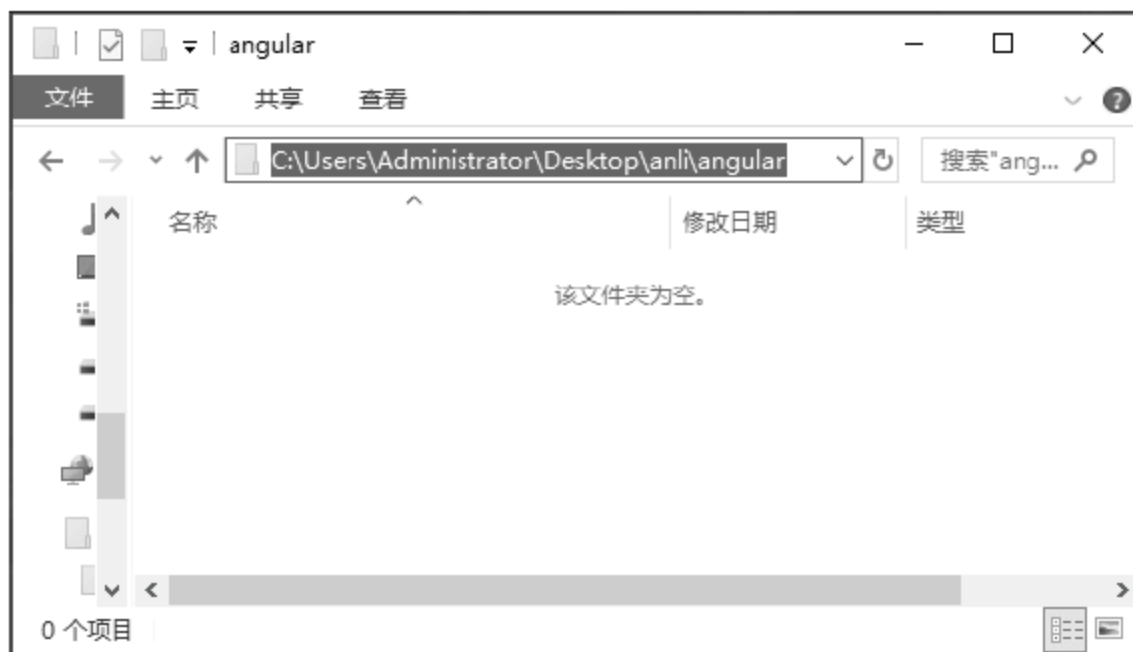 angular
文件 主页 共享 查看
C:\Users\Administrator\Desktop\anli\angular 搜索"ang...
名称 修改日期 类型
该文件夹为空。
0 个项目